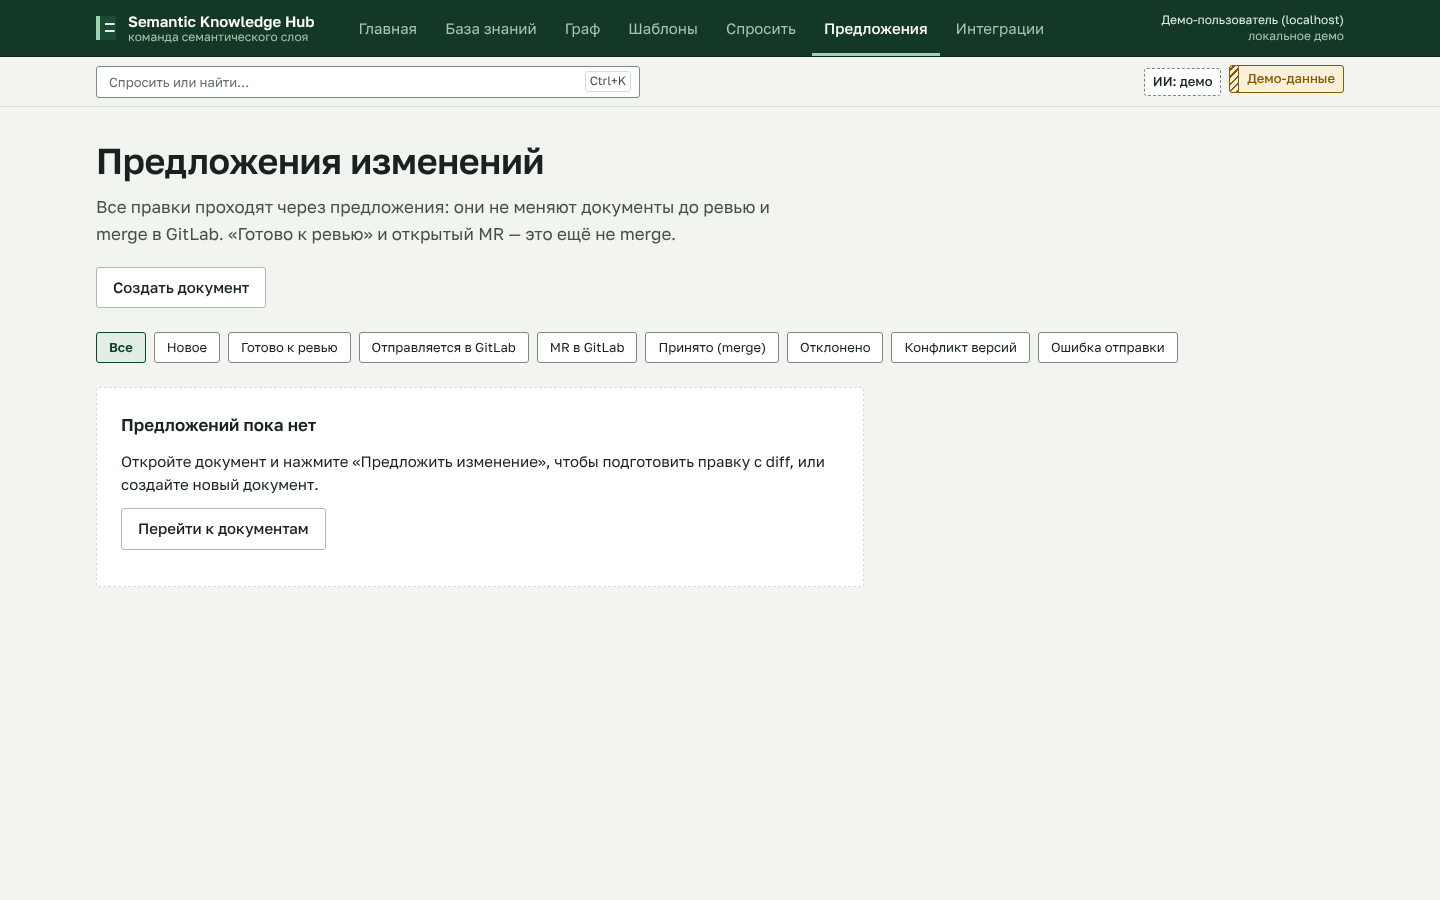 Semantic Knowledge Hub
команда семантического слоя
Главная
База знаний
Граф
Шаблоны
Спросить
Предложения
Интеграции
Демо-пользователь (localhost)
локальное демо
Спросить или найти…
Ctrl+K
ИИ: демо
Демо-данные
Предложения изменений
Все правки проходят через предложения: они не меняют документы до ревью и
merge в GitLab. «Готово к ревью» и открытый MR — это ещё не merge.
Создать документ
Все
Новое
Готово к ревью
Отправляется в GitLab
MR в GitLab
Принято (merge)
Отклонено
Конфликт версий
Ошибка отправки
Предложений пока нет
Откройте документ и нажмите «Предложить изменение», чтобы подготовить правку с diff, или
создайте новый документ.
Перейти к документам